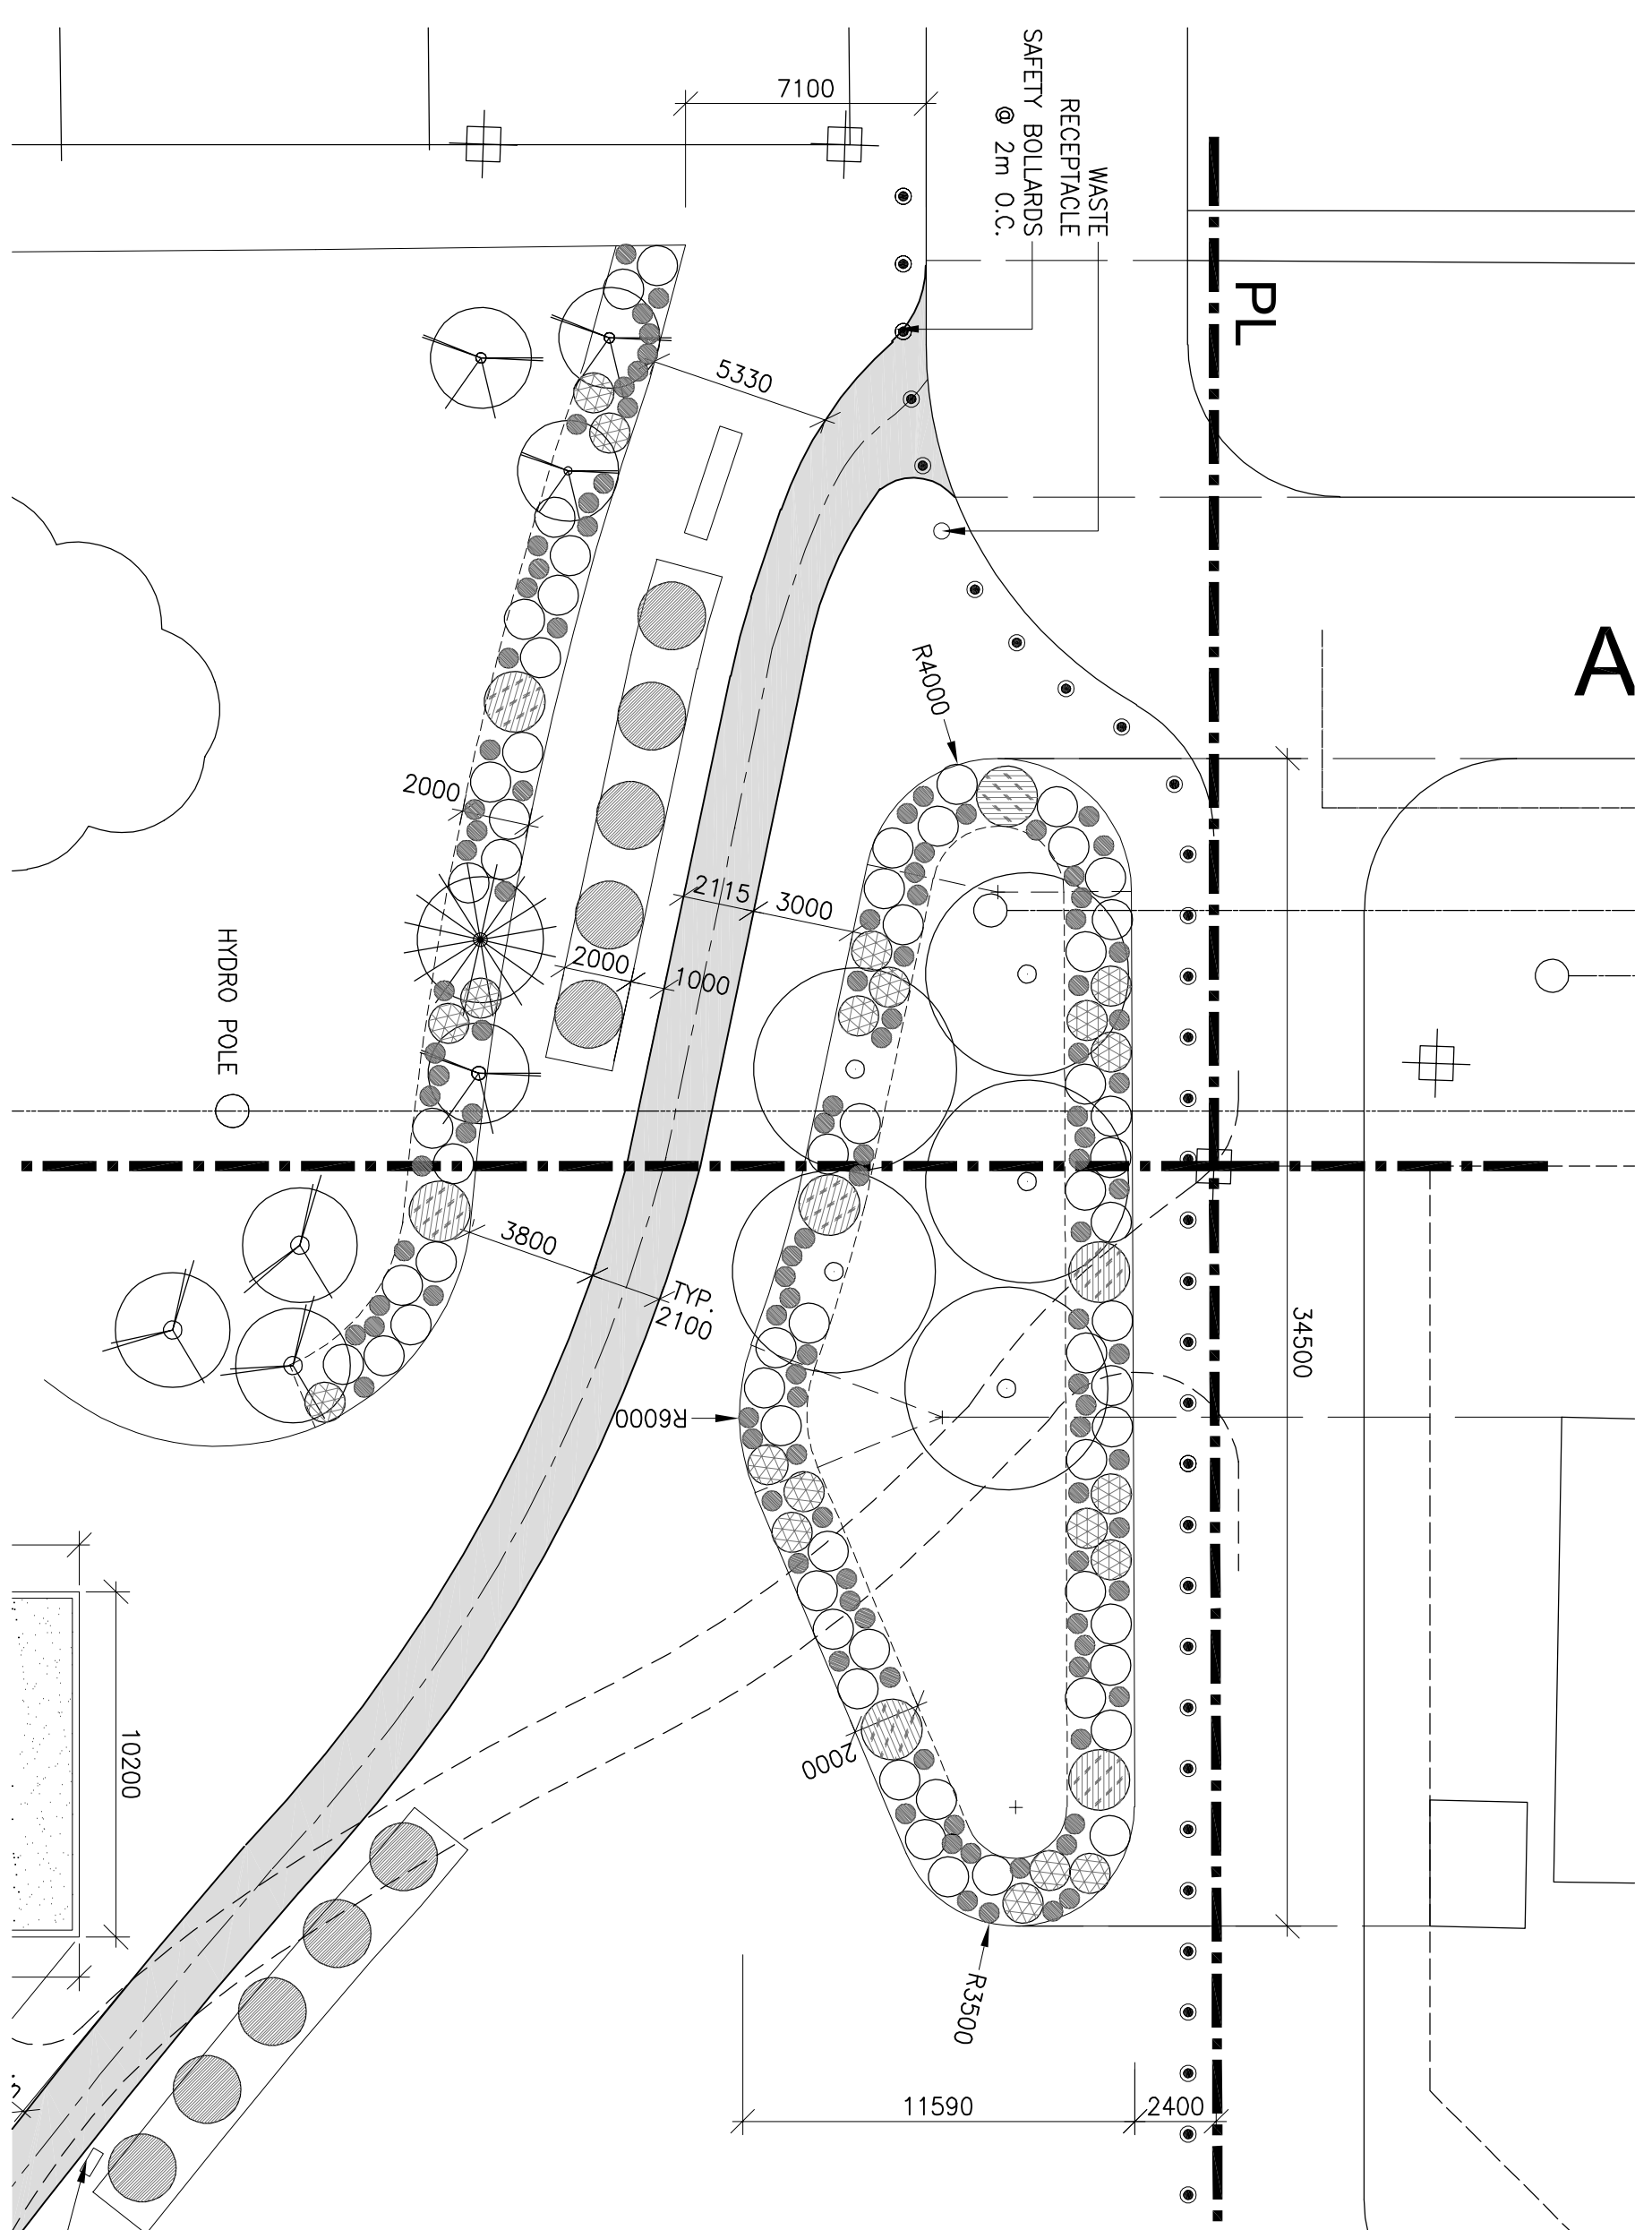 7100
WASTE
RECEPTACLE
SAFETY BOLLARDS
@ 2m O.C.
PL
5330
A
R4000
2000
2115
3000
2000
1000
HYDRO POLE
3800
TYP.
2100
34500
R6000
2000
10200
R3500
11590
2400